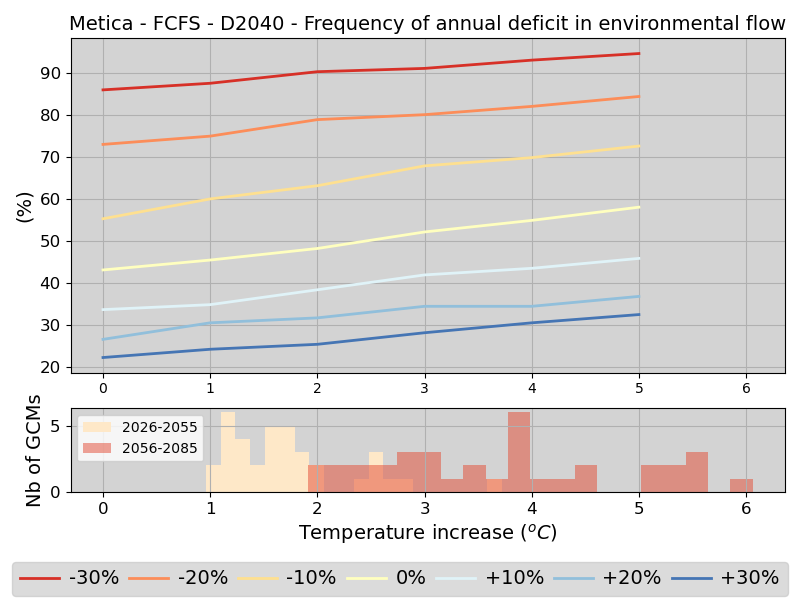 Metica - FCFS - D2040 - Frequency of annual deficit in environmental flow
(%)
90
80
70
60
50
40
30
20
0 1 2 3 4 5 6
Nb of GCMs
5
0
2026-2055
2056-2085
0 1 2 3 4 5 6
Temperature increase (°C)
-30% -20% -10% 0% +10% +20% +30%